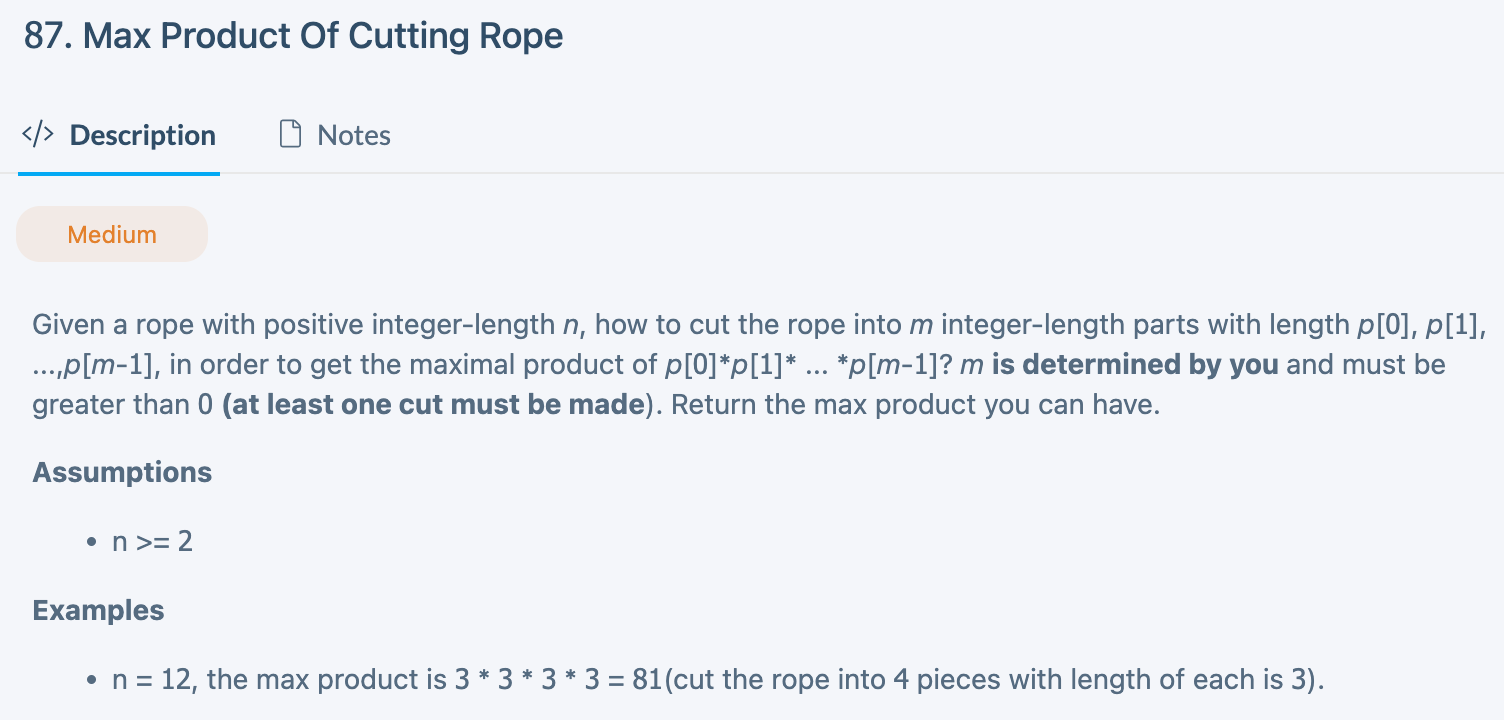 87. Max Product Of Cutting Rope
</> Description Notes
Medium
Given a rope with positive integer-length n, how to cut the rope into m integer-length parts with length p[0], p[1],
...,p[m-1], in order to get the maximal product of p[0]*p[1]* ... *p[m-1]? m is determined by you and must be
greater than 0 (at least one cut must be made). Return the max product you can have.
Assumptions
• n >= 2
Examples
• n = 12, the max product is 3 * 3 * 3 * 3 = 81(cut the rope into 4 pieces with length of each is 3).